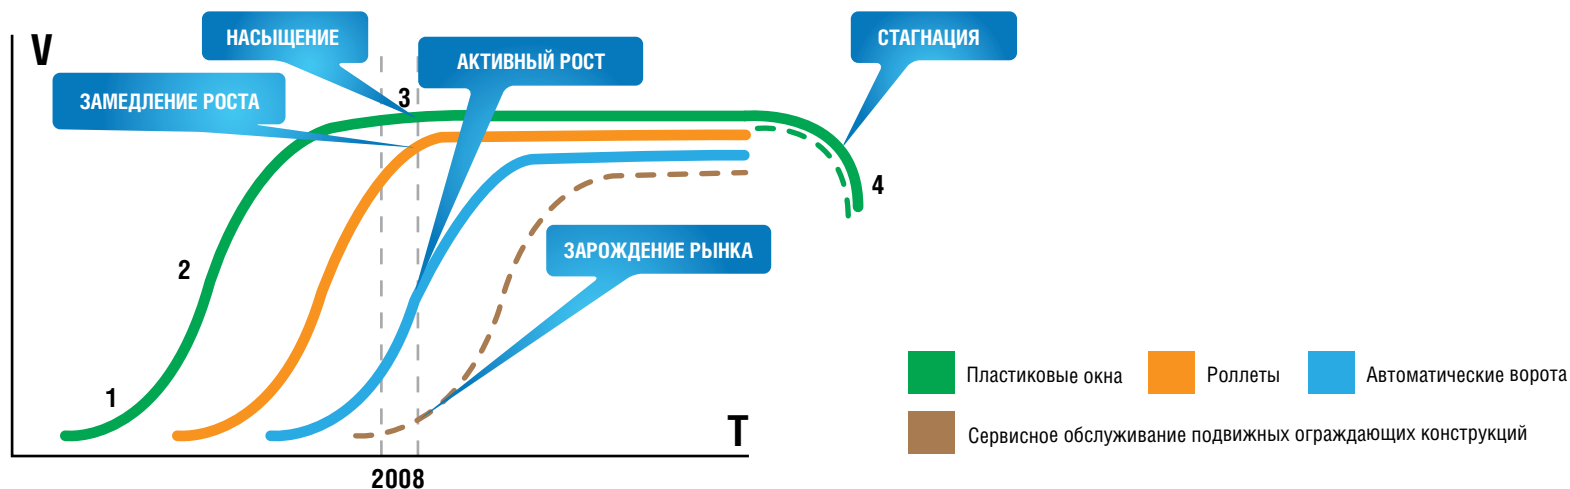 V
НАСЫЩЕНИЕ
АКТИВНЫЙ РОСТ
СТАГНАЦИЯ
ЗАМЕДЛЕНИЕ РОСТА
3
4
2
ЗАРОЖДЕНИЕ РЫНКА
1
T
2008
Пластиковые окна
Роллеты
Автоматические ворота
Сервисное обслуживание подвижных ограждающих конструкций